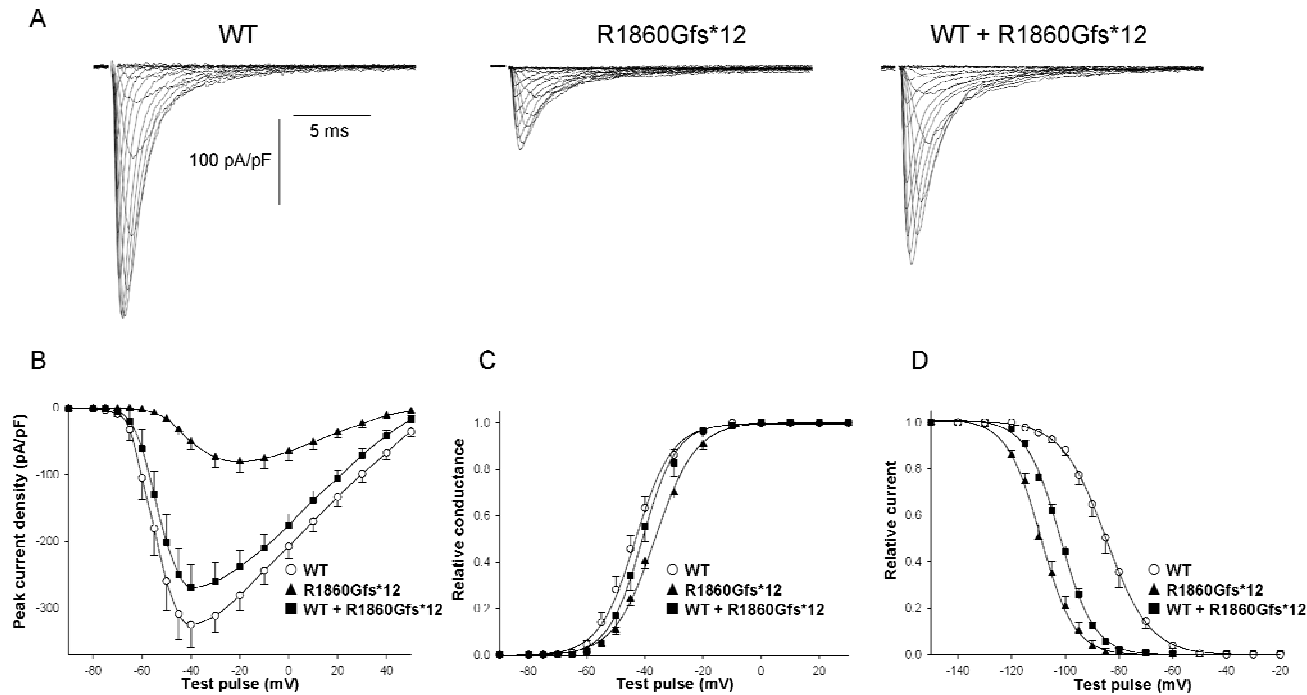 A
WT
R1860Gfs*12
WT + R1860Gfs*12
5 ms
100 pA/pF
B
Peak current density (pA/pF)
0
-100
-200
-300
-80 -60 -40 -20 0 20 40
Test pulse (mV)
WT
R1860Gfs*12
WT + R1860Gfs*12
C
Relative conductance
1.0
0.8
0.6
0.4
0.2
0.0
-80 -60 -40 -20 0 20
Test pulse (mV)
WT
R1860Gfs*12
WT + R1860Gfs*12
D
Relative current
1.0
0.8
0.6
0.4
0.2
0.0
-140 -120 -100 -80 -60 -40 -20
Test pulse (mV)
WT
R1860Gfs*12
WT + R1860Gfs*12